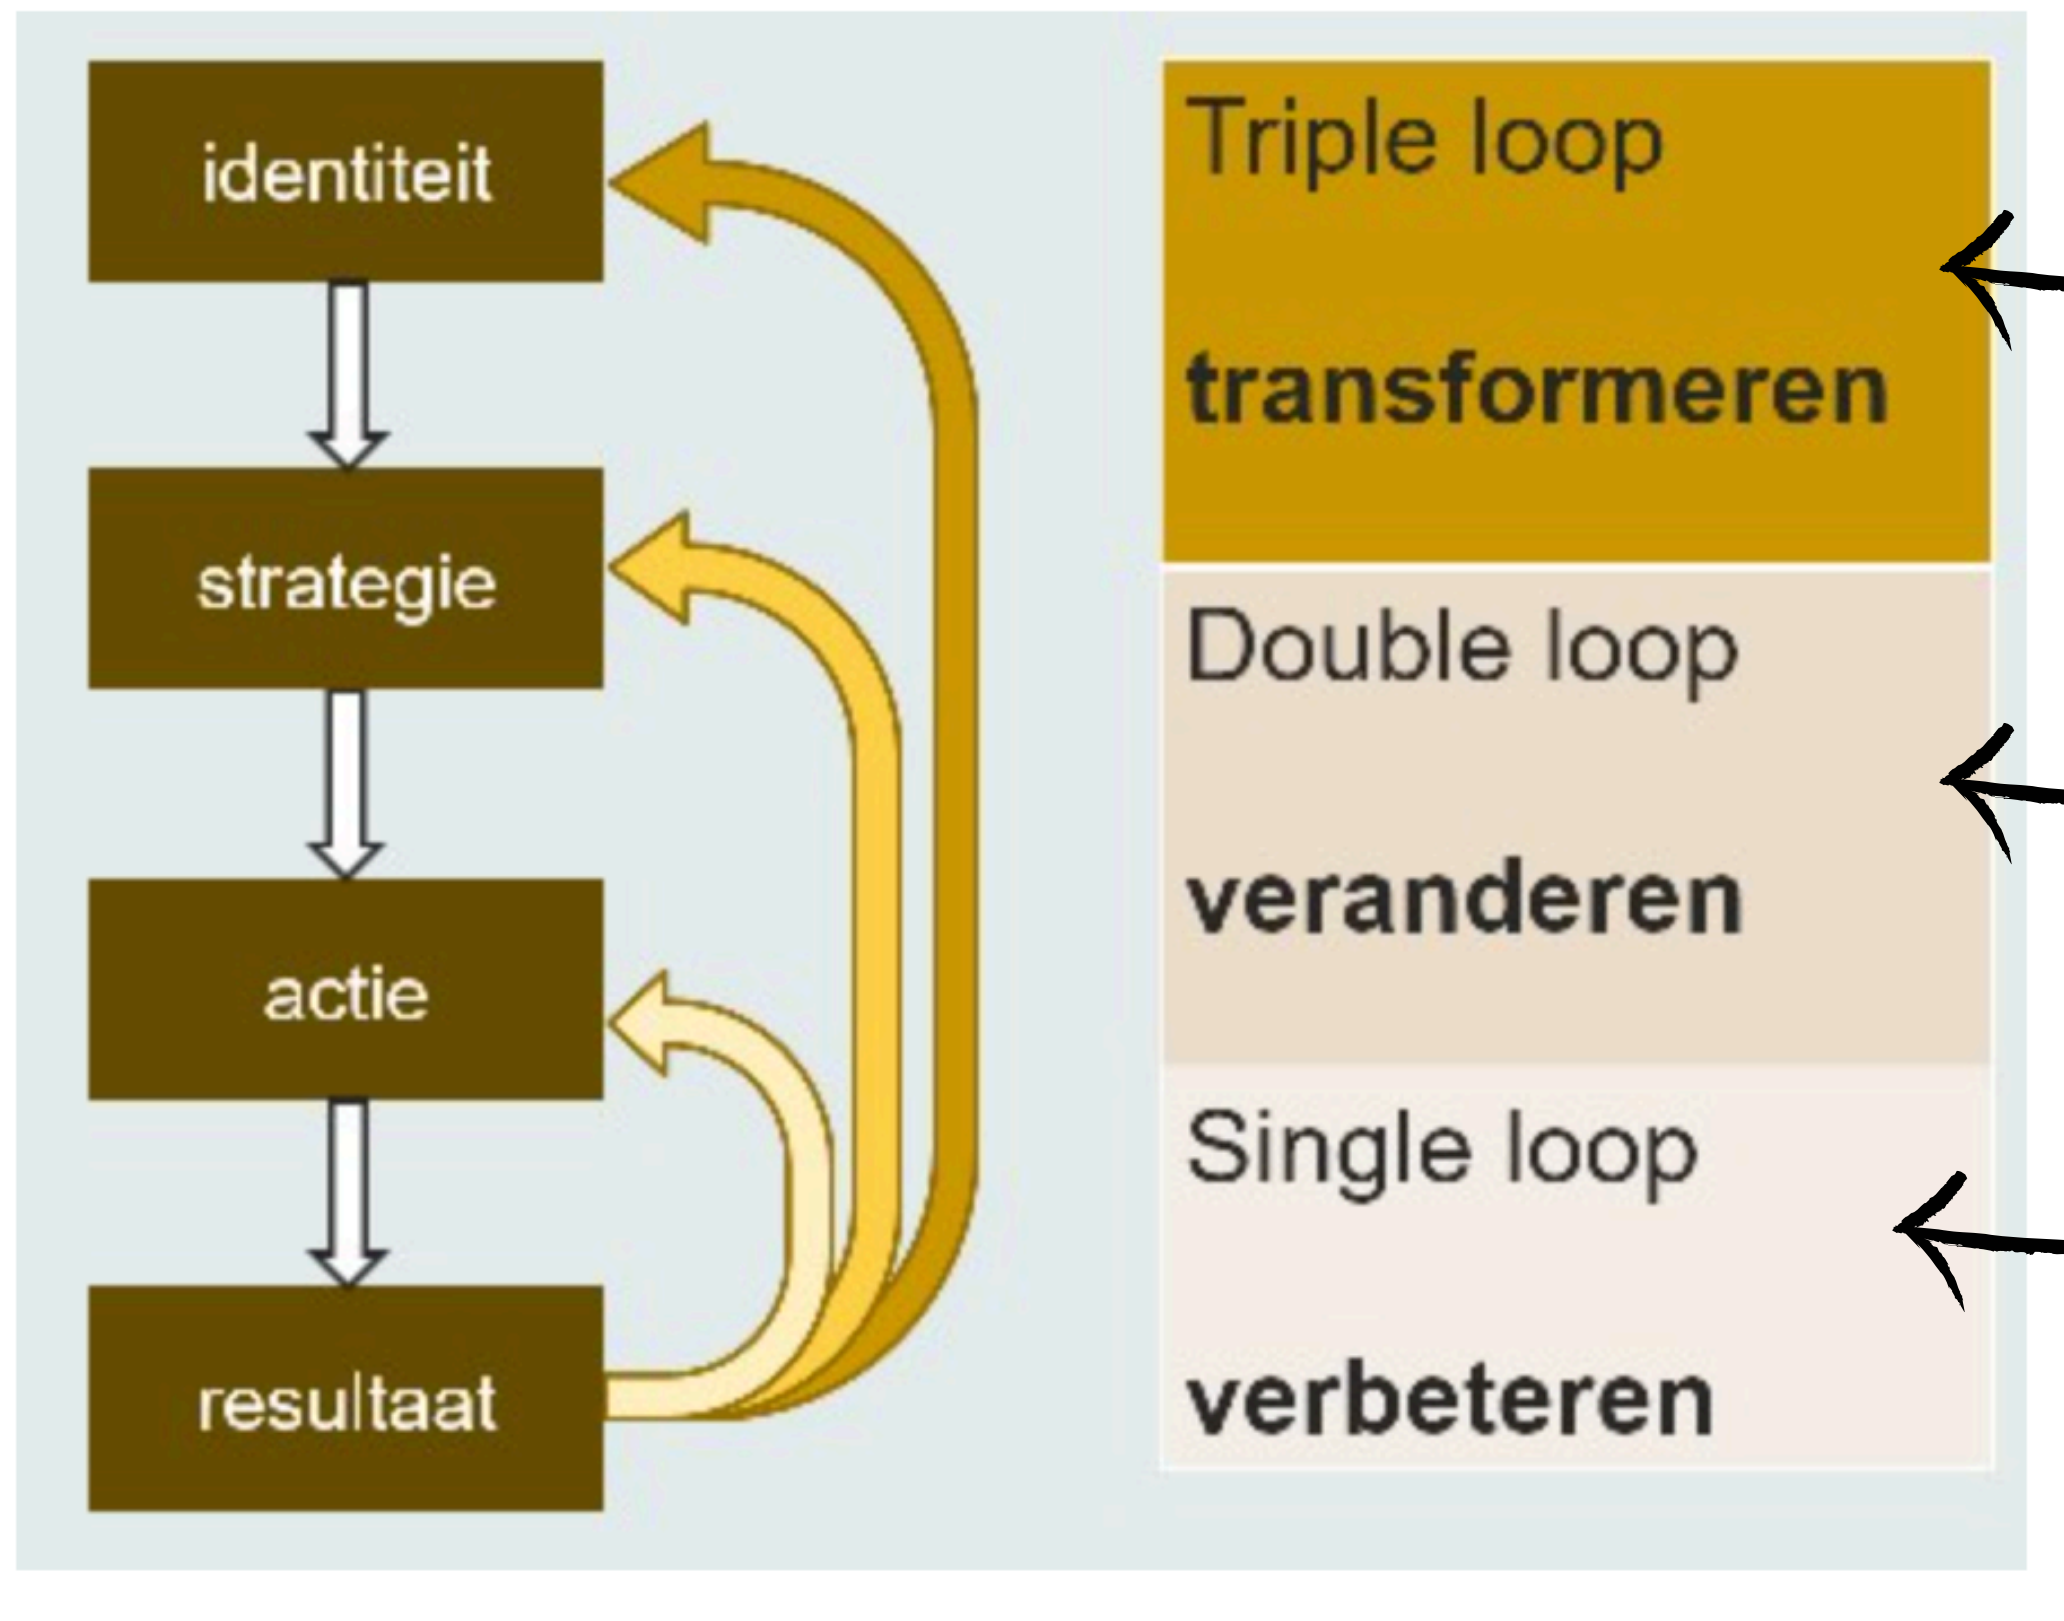 identiteit
strategie
actie
resultaat
Triple loop
transformeren
Double loop
veranderen
Single loop
verbeteren